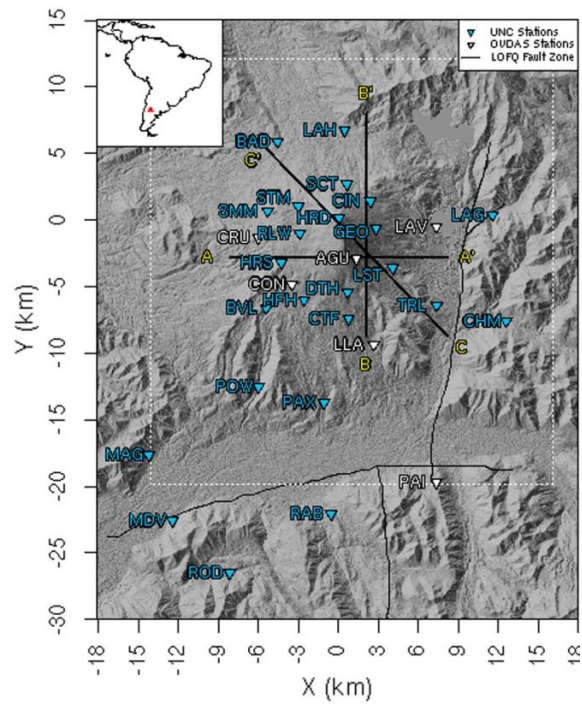 UNC Stations
OVDAS Stations
LOFQ Fault Zone
15
10
5
0
-5
-10
-15
-20
-25
-30
Y (km)
B'
BAD
LAH
C'
SCT
STM
CIN
SMM
HRD
LAG
CRU
RLW
GEO
LAV
A
AGU
A'
HRS
LST
CON
DTH
BVL
HFH
TRL
CTF
CHM
LLA
C
B
POW
PAX
MAG
PAI
MDV
RAB
ROD
-18 -15 -12 -9 -6 -3 0 3 6 9 12 15 18
X (km)